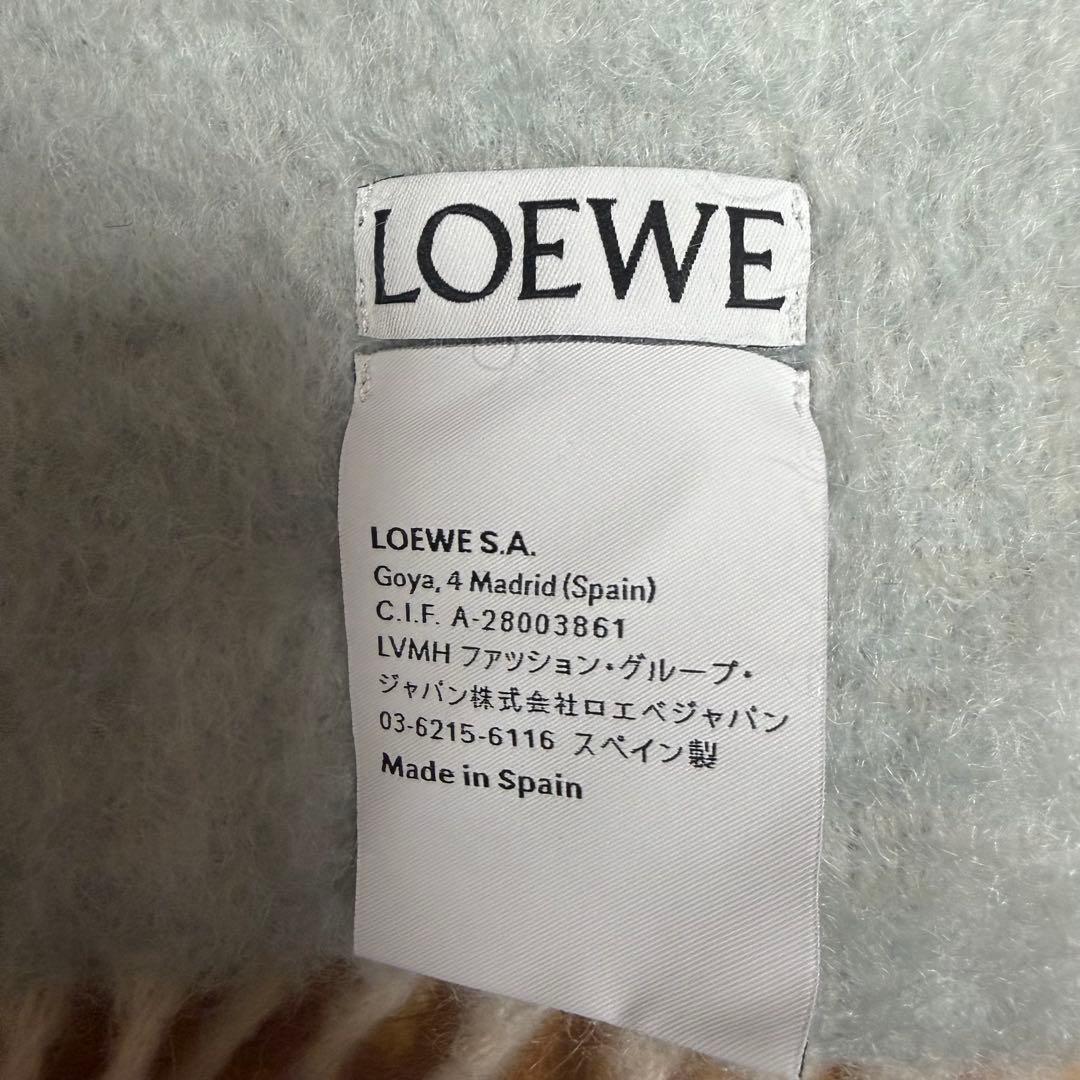 LOEWE
LOEWE S.A.
Goya, 4 Madrid (Spain)
C.I.F. A-28003861
LVMH ファッション・グループ・
ジャパン株式会社ロエベジャパン
03-6215-6116 スペイン製
Made in Spain